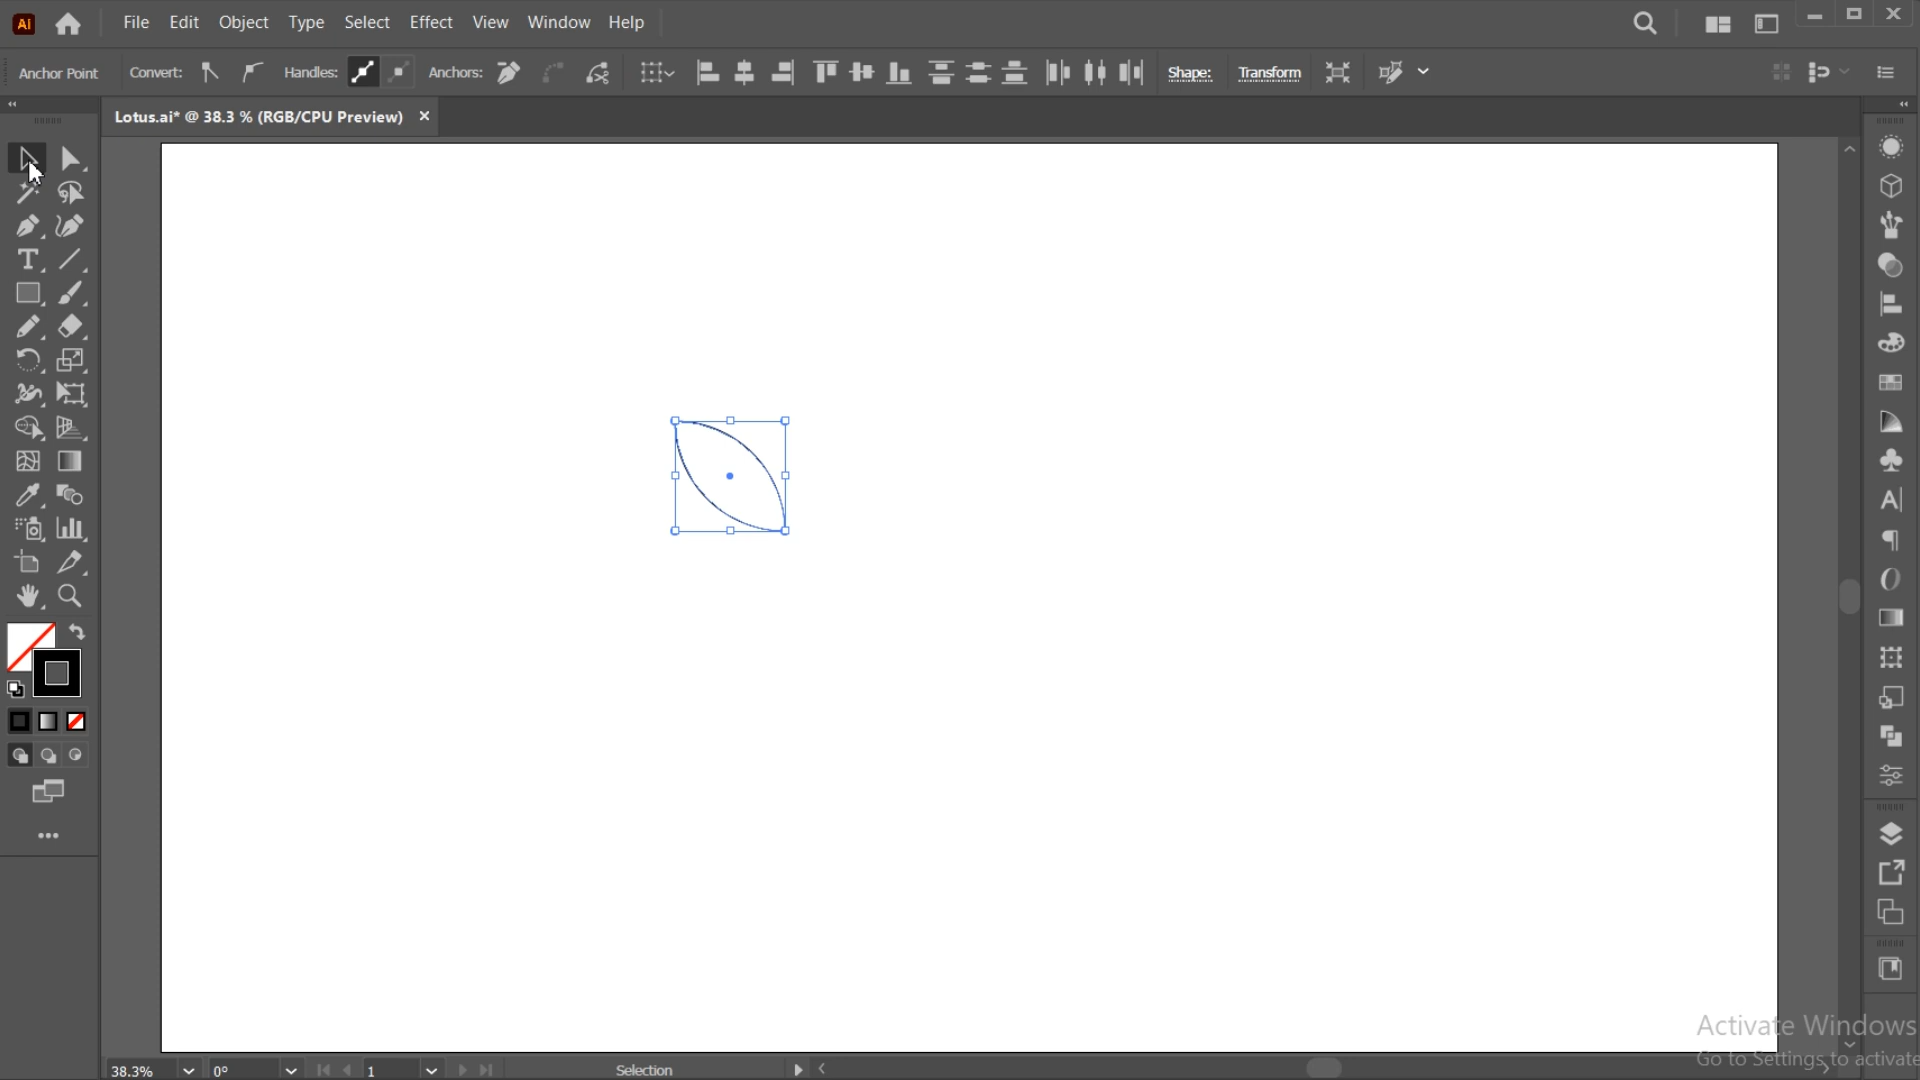 Ai File Edit Object Type Select Effect View Window Help
Anchor Point Convert: Handles: Anchors: Shape: Transform
Lotus.ai* @ 38.3 % (RGB/CPU Preview)
Activate Windows
Go to Settings to activate
38.3% 0° 1 Selection